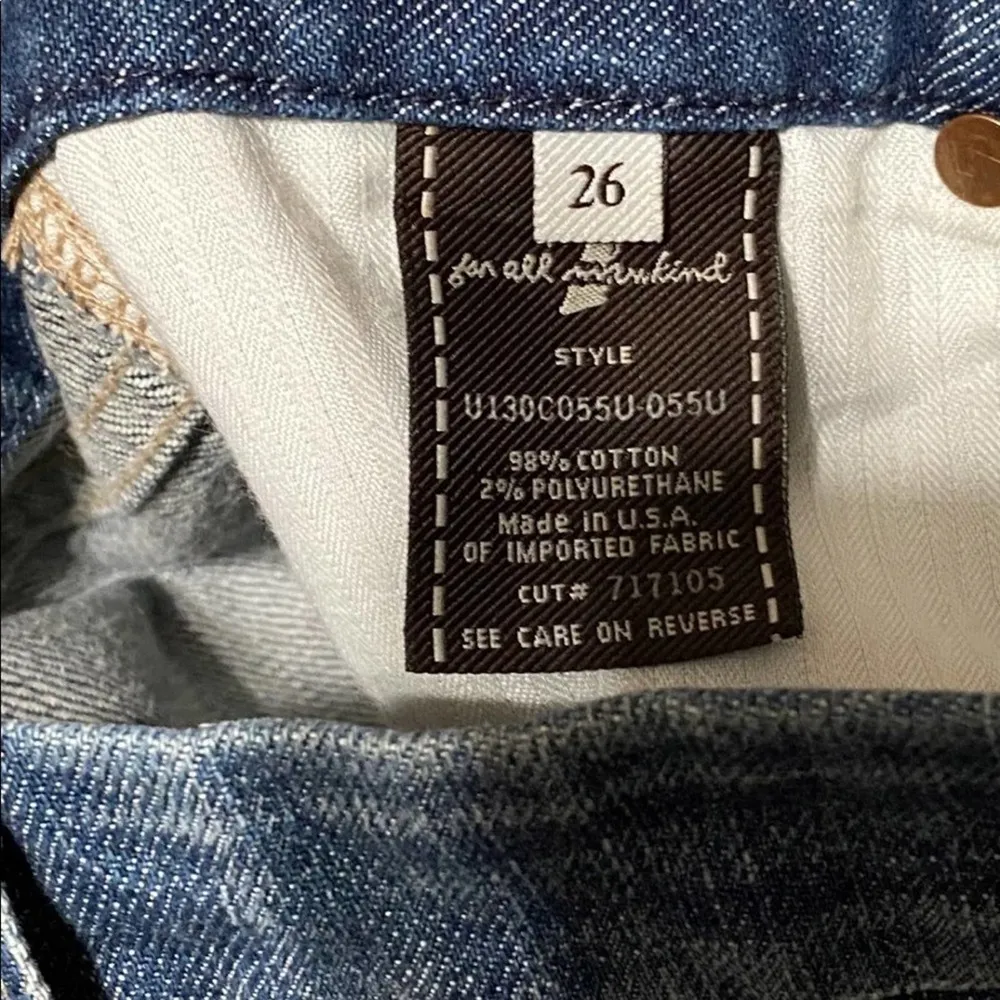 26
for all mankind
STYLE
U130C055U-055U
98% COTTON
2% POLYURETHANE
Made in U.S.A.
OF IMPORTED FABRIC
CUT# 717105
SEE CARE ON REVERSE